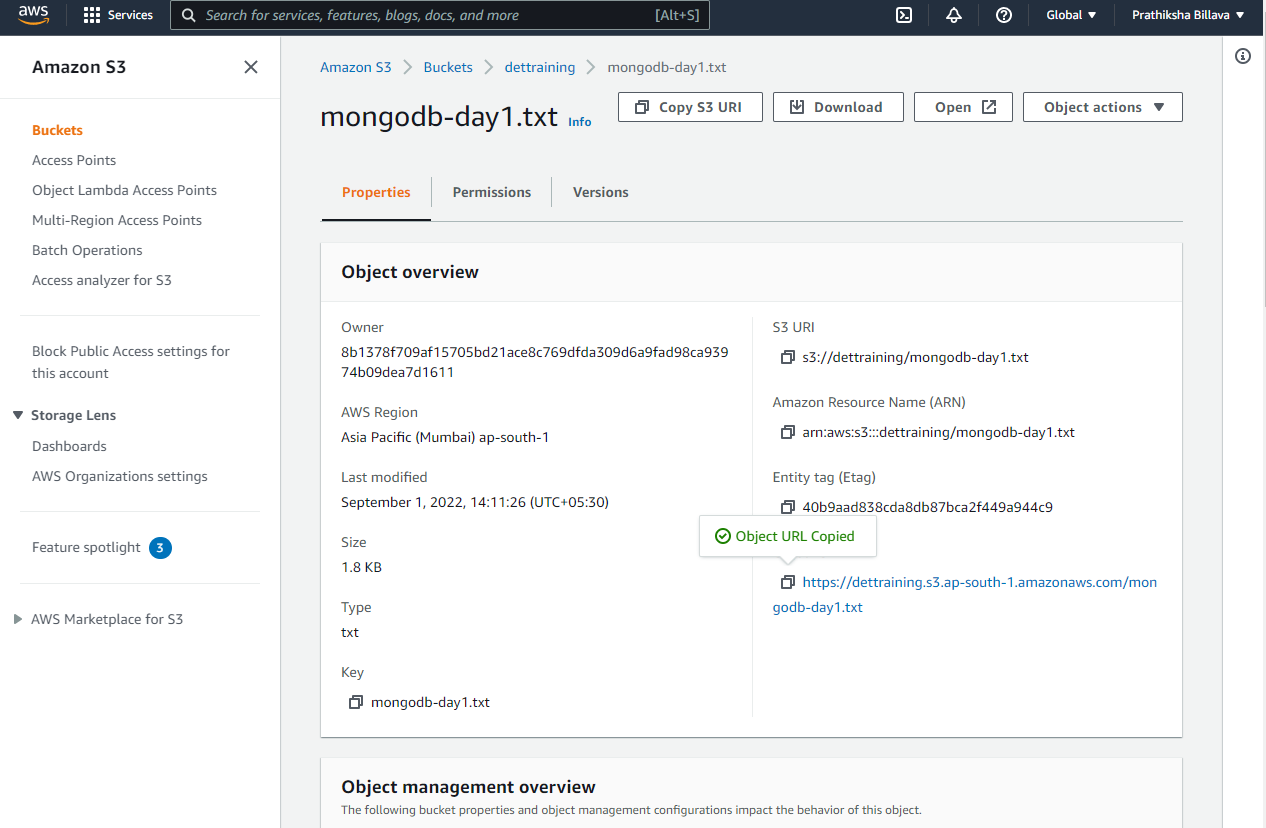 aws
Services
Search for services, features, blogs, docs, and more
[Alt+S]
Global
Prathiksha Billava
Amazon S3
Buckets
Access Points
Object Lambda Access Points
Multi-Region Access Points
Batch Operations
Access analyzer for S3
Block Public Access settings for
this account
Storage Lens
Dashboards
AWS Organizations settings
Feature spotlight 3
AWS Marketplace for S3
Amazon S3 > Buckets > dettraining > mongodb-day1.txt
mongodb-day1.txt Info
Copy S3 URI
Download
Open
Object actions
Properties
Permissions
Versions
Object overview
Owner
8b1378f709af15705bd21ace8c769dfda309d6a9fad98ca939
74b09dea7d1611
AWS Region
Asia Pacific (Mumbai) ap-south-1
Last modified
September 1, 2022, 14:11:26 (UTC+05:30)
Size
1.8 KB
Type
txt
Key
mongodb-day1.txt
S3 URI
s3://dettraining/mongodb-day1.txt
Amazon Resource Name (ARN)
arn:aws:s3:::dettraining/mongodb-day1.txt
Entity tag (Etag)
40b9aad838cda8db87bca2f449a944c9
Object URL Copied
https://dettraining.s3.ap-south-1.amazonaws.com/mon
godb-day1.txt
Object management overview
The following bucket properties and object management configurations impact the behavior of this object.